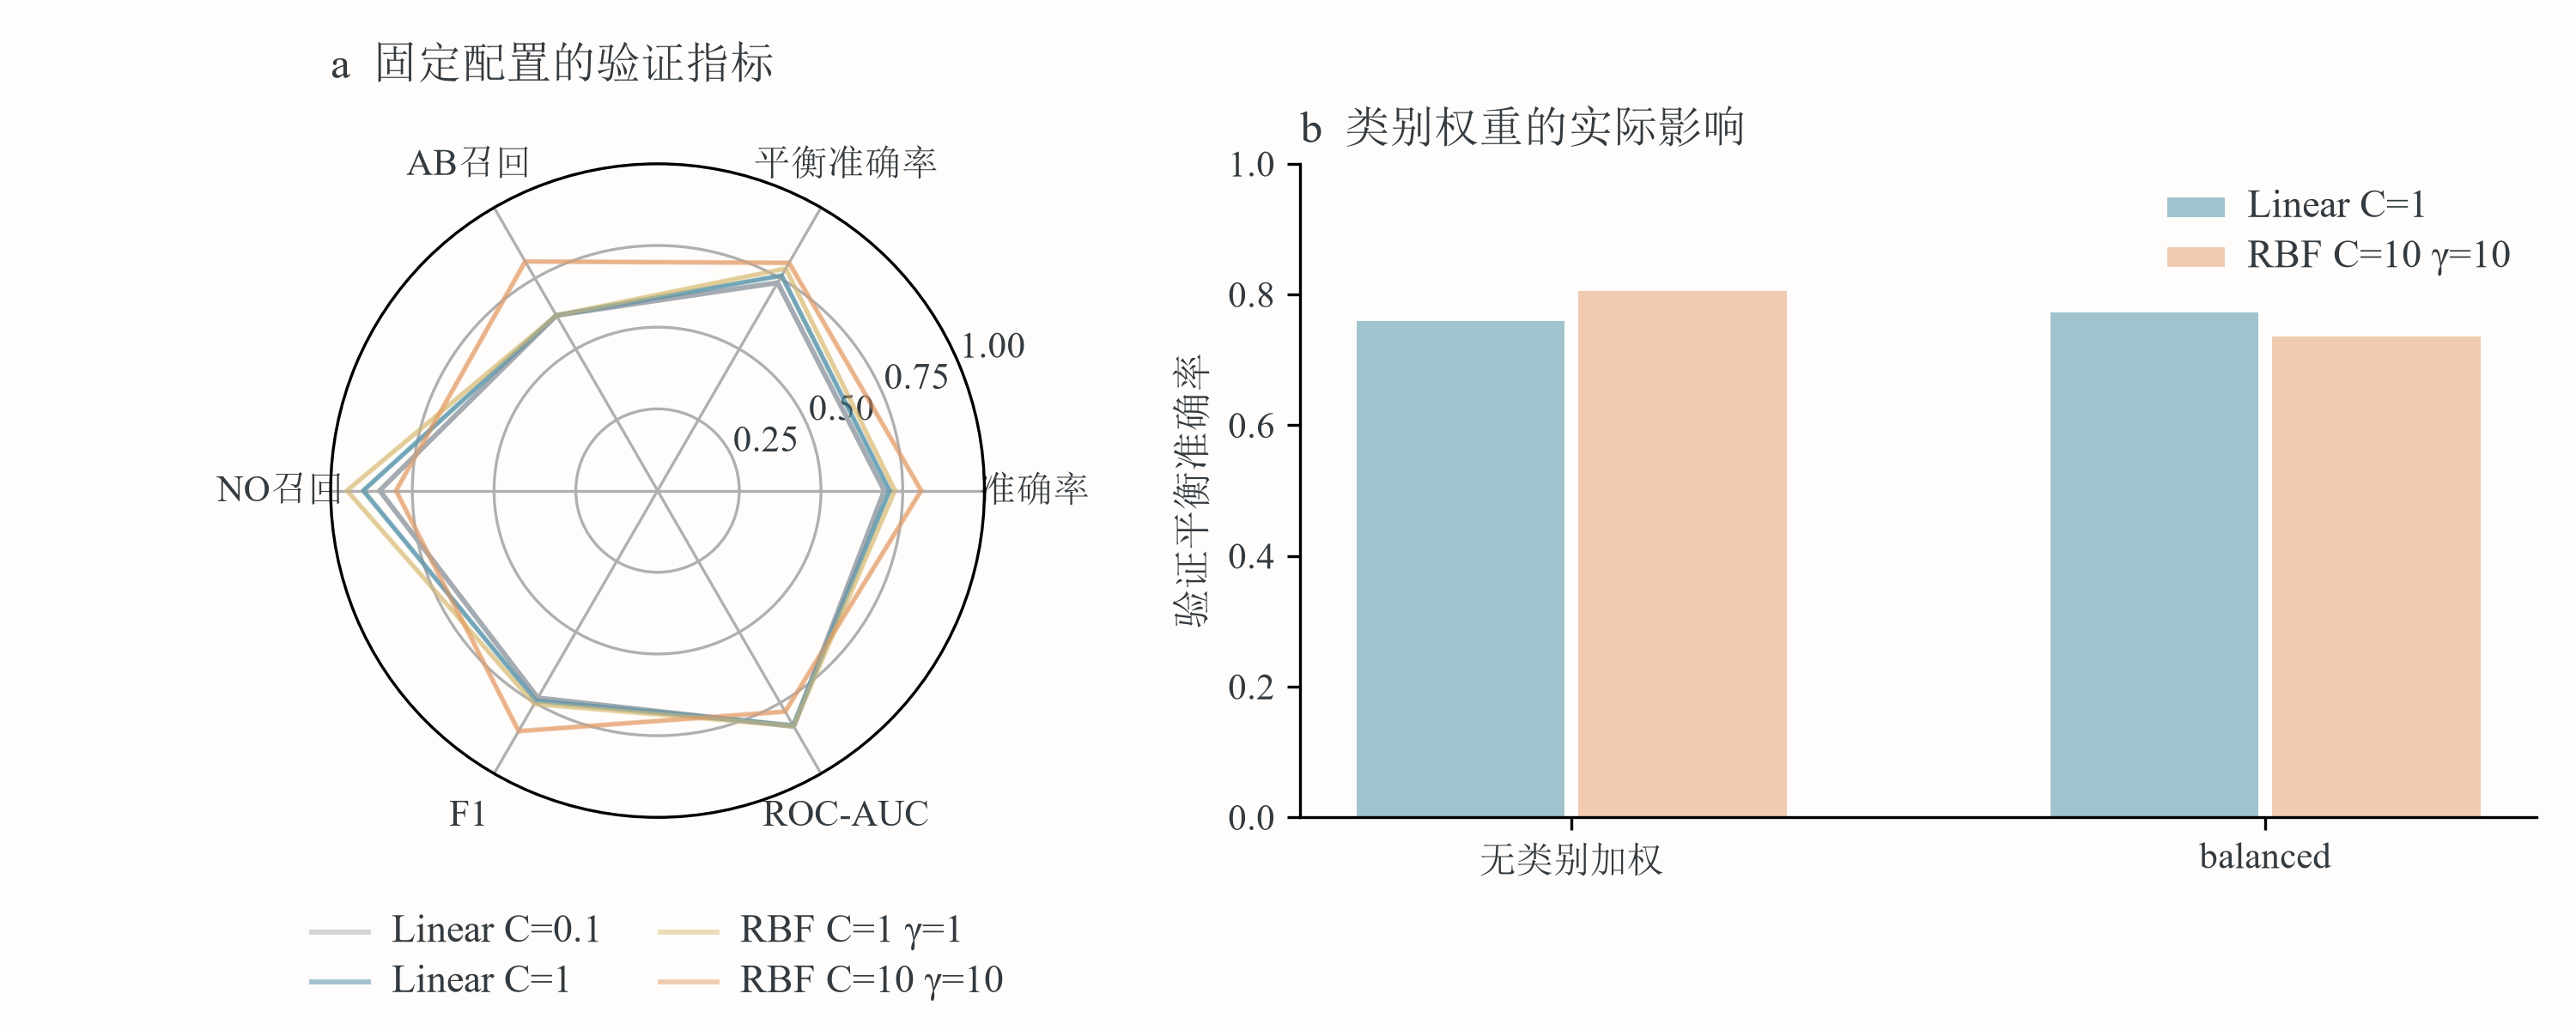 a 固定配置的验证指标
AB召回
平衡准确率
1.00
0.75
0.50
0.25
NO召回
准确率
F1
ROC-AUC
Linear C=0.1
Linear C=1
RBF C=1 γ=1
RBF C=10 γ=10
b 类别权重的实际影响
Linear C=1
RBF C=10 γ=10
验证平衡准确率
1.0
0.8
0.6
0.4
0.2
0.0
无类别加权
balanced